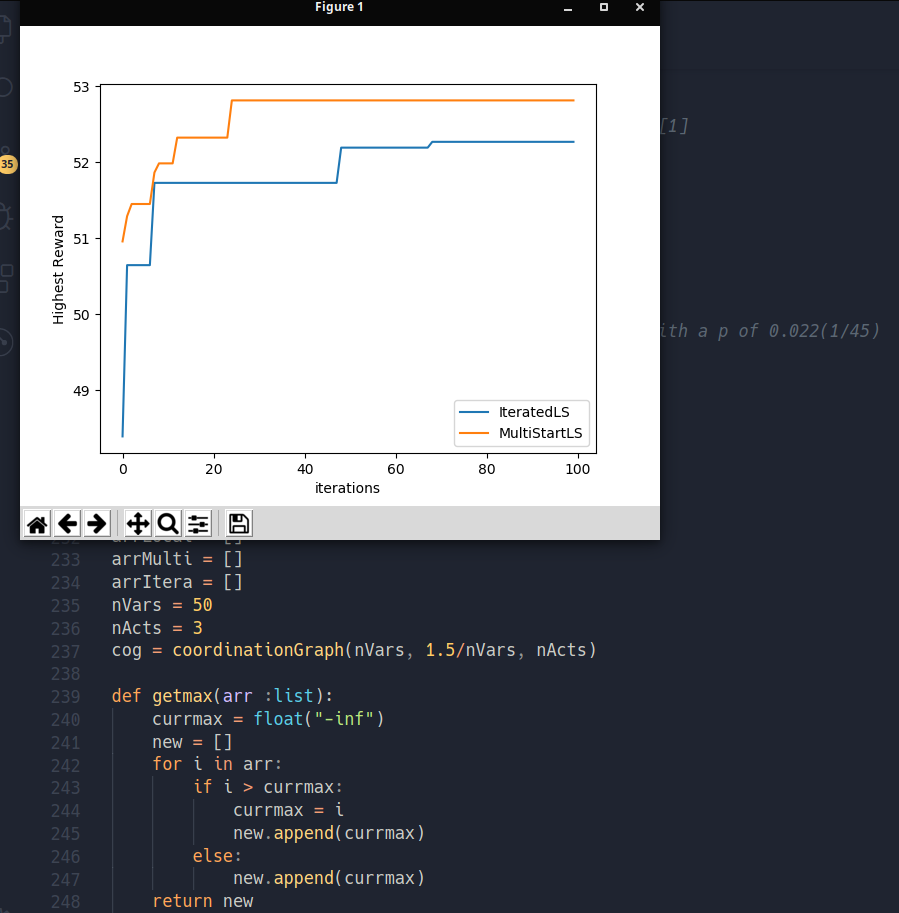 Figure 1
53
52
51
50
49
Highest Reward
0 20 40 60 80 100
iterations
IteratedLS
MultiStartLS
[1]
35
ith a p of 0.022(1/45)
233 arrMulti = []
234 arrItera = []
235 nVars = 50
236 nActs = 3
237 cog = coordinationGraph(nVars, 1.5/nVars, nActs)
238
239 def getmax(arr :list):
240     currmax = float("-inf")
241     new = []
242     for i in arr:
243         if i > currmax:
244             currmax = i
245             new.append(currmax)
246         else:
247             new.append(currmax)
248     return new